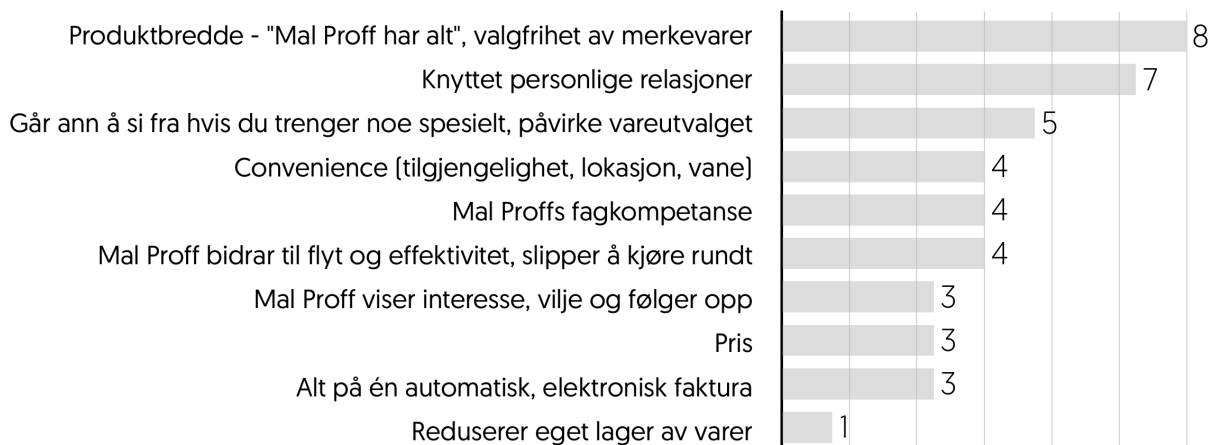 Produktbredde - "Mal Proff har alt", valgfrihet av merkevarer 8
Knyttet personlige relasjoner 7
Går ann å si fra hvis du trenger noe spesielt, påvirke vareutvalget 5
Convenience (tilgjengelighet, lokasjon, vane) 4
Mal Proffs fagkompetanse 4
Mal Proff bidrar til flyt og effektivitet, slipper å kjøre rundt 4
Mal Proff viser interesse, vilje og følger opp 3
Pris 3
Alt på én automatisk, elektronisk faktura 3
Reduserer eget lager av varer 1